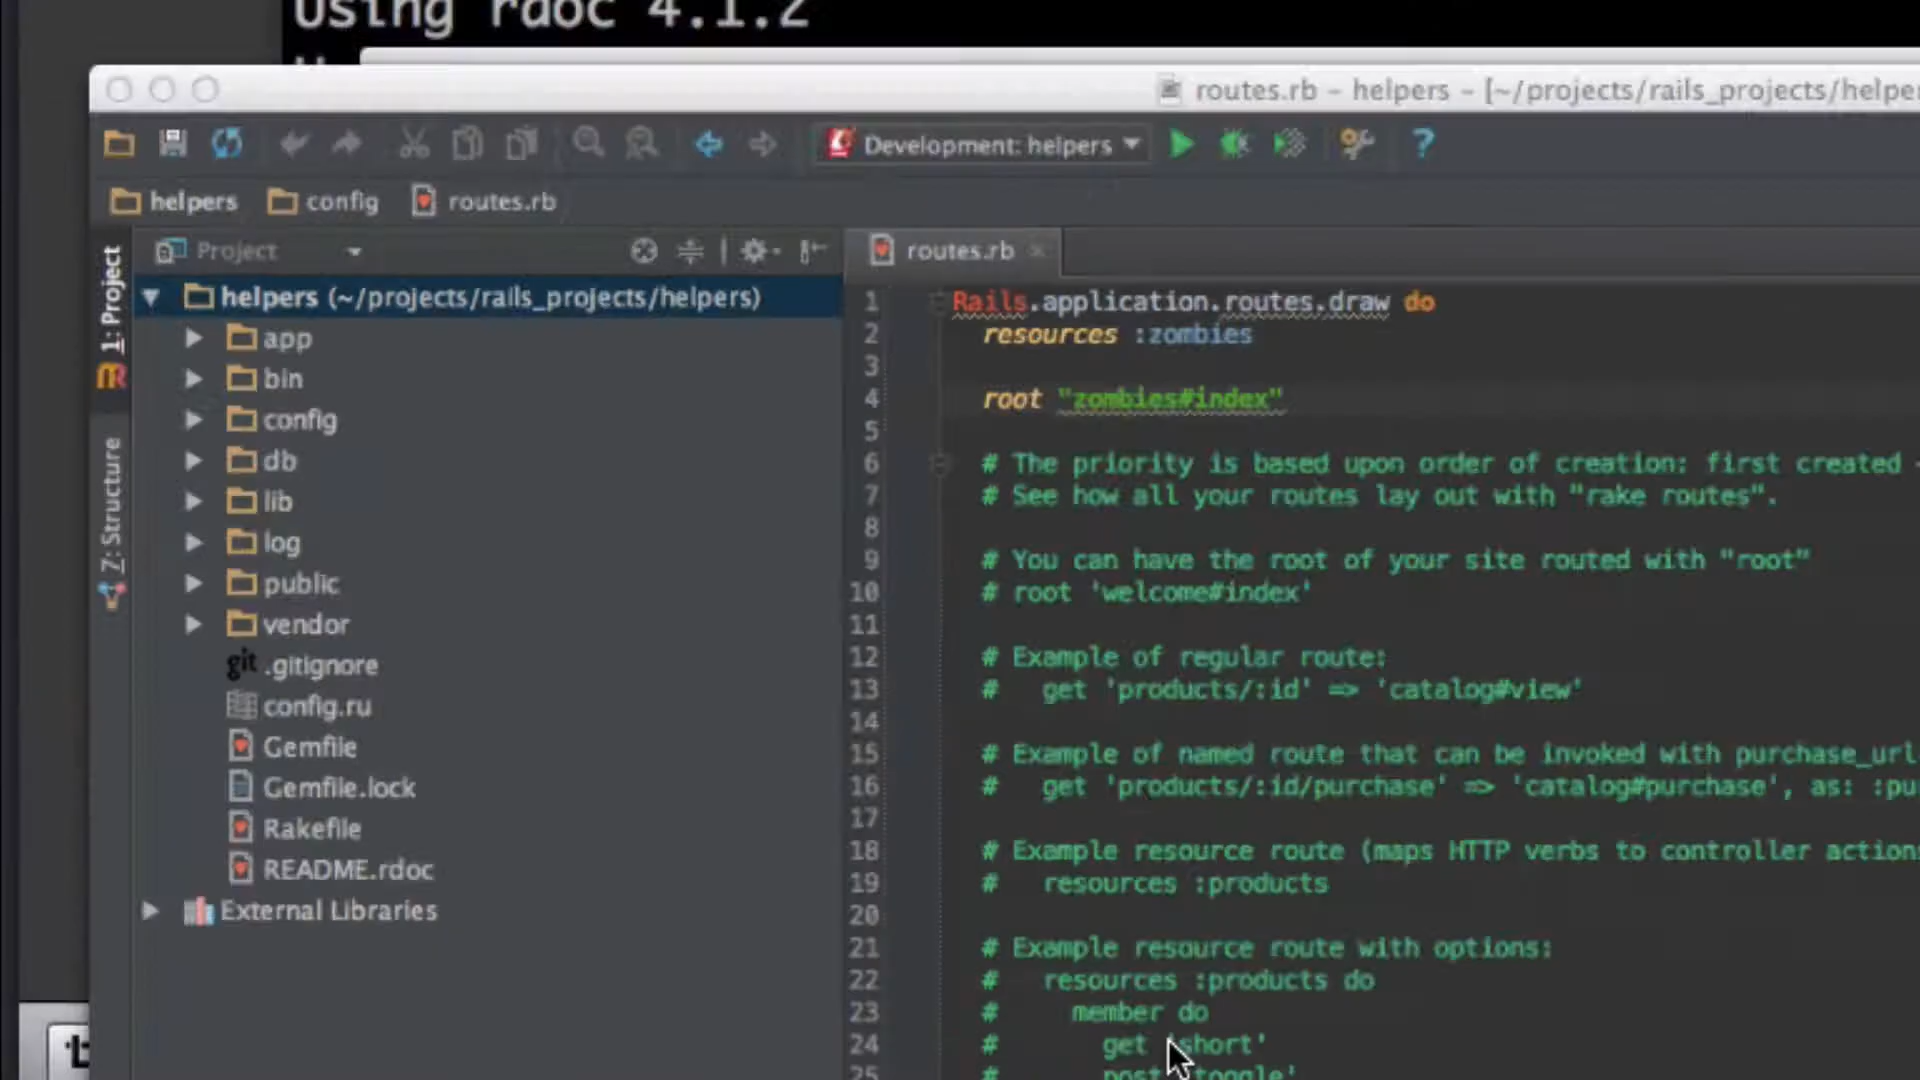 Using rdoc 4.1.2
routes.rb – helpers – [~/projects/rails_projects/helper
Development: helpers
?
helpers config routes.rb
1: Project
7: Structure
Project
helpers (~/projects/rails_projects/helpers)
app
bin
config
db
lib
log
public
vendor
git .gitignore
config.ru
Gemfile
Gemfile.lock
Rakefile
README.rdoc
External Libraries
routes.rb
1 Rails.application.routes.draw do
2 resources :zombies
3
4 root "zombies#index"
5
6 # The priority is based upon order of creation: first created
7 # See how all your routes lay out with "rake routes".
8
9 # You can have the root of your site routed with "root"
10 # root 'welcome#index'
11
12 # Example of regular route:
13 #   get 'products/:id' => 'catalog#view'
14
15 # Example of named route that can be invoked with purchase_url
16 #   get 'products/:id/purchase' => 'catalog#purchase', as: :pu
17
18 # Example resource route (maps HTTP verbs to controller action
19 #   resources :products
20
21 # Example resource route with options:
22 #   resources :products do
23 #     member do
24 #       get 'short'
25 #       post 'toggle'